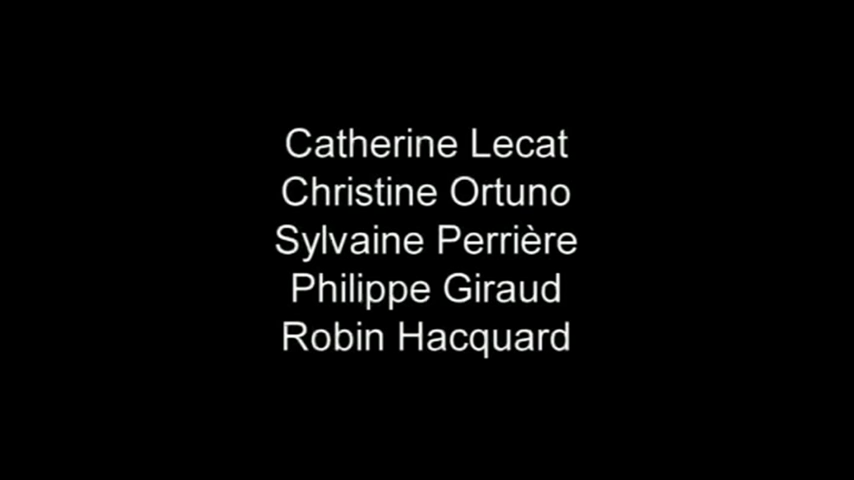 Catherine Lecat
Christine Ortuno
Sylvaine Perrière
Philippe Giraud
Robin Hacquard